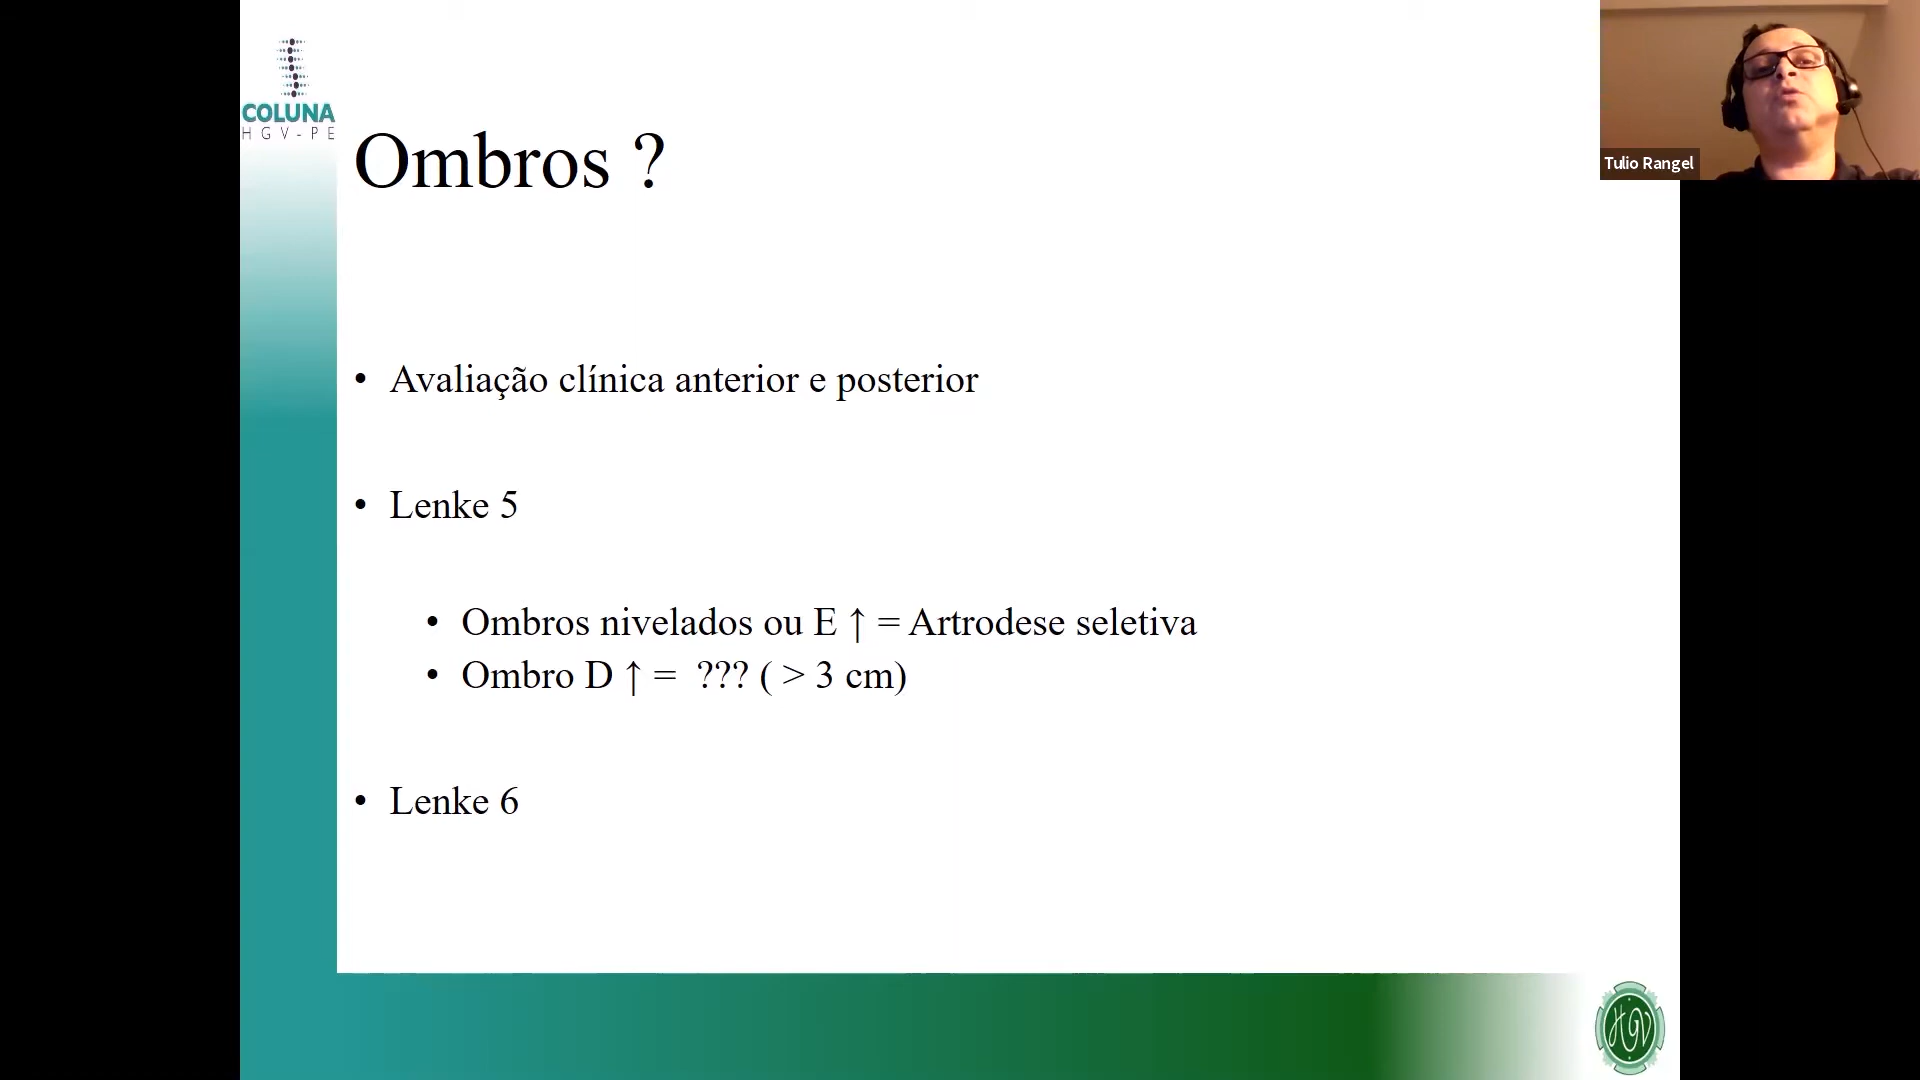 COLUNA
HGV-PE
Tulio Rangel
Ombros ?
• Avaliação clínica anterior e posterior
• Lenke 5
• Ombros nivelados ou E ↑ = Artrodese seletiva
• Ombro D ↑ = ??? ( > 3 cm)
• Lenke 6
HGV